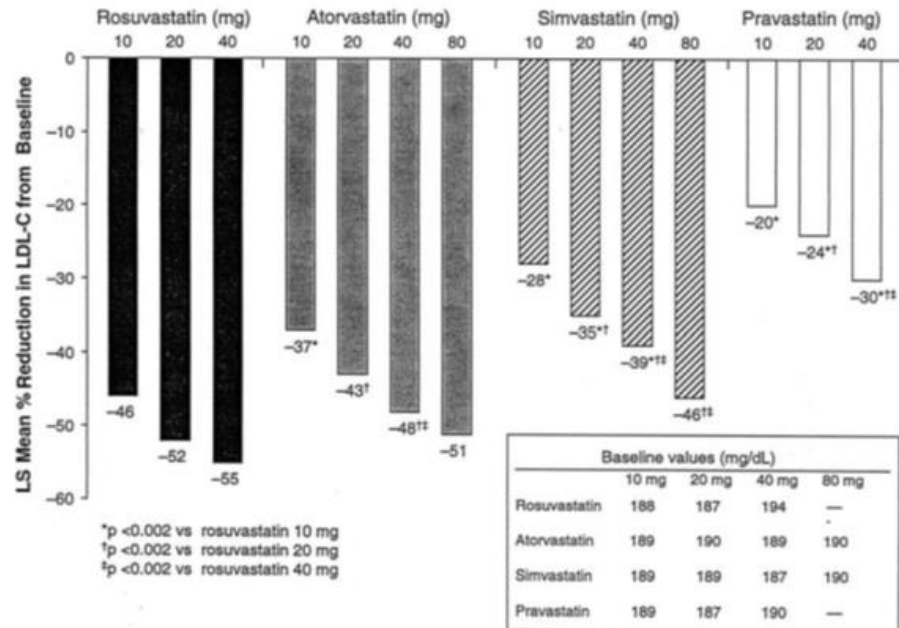 Rosuvastatin (mg) Atorvastatin (mg) Simvastatin (mg) Pravastatin (mg)
10 20 40 10 20 40 80 10 20 40 80 10 20 40
LS Mean % Reduction in LDL-C from Baseline
0
−10
−20
−30
−40
−50
−60
−46
−52
−55
−37*
−43†
−48†‡
−51
−28*
−35*†
−39*†‡
−46†‡
−20*
−24*†
−30*†‡
*p <0.002 vs rosuvastatin 10 mg
†p <0.002 vs rosuvastatin 20 mg
‡p <0.002 vs rosuvastatin 40 mg
Baseline values (mg/dL)
10 mg 20 mg 40 mg 80 mg
Rosuvastatin 188 187 194 —
Atorvastatin 189 190 189 190
Simvastatin 189 189 187 190
Pravastatin 189 187 190 —